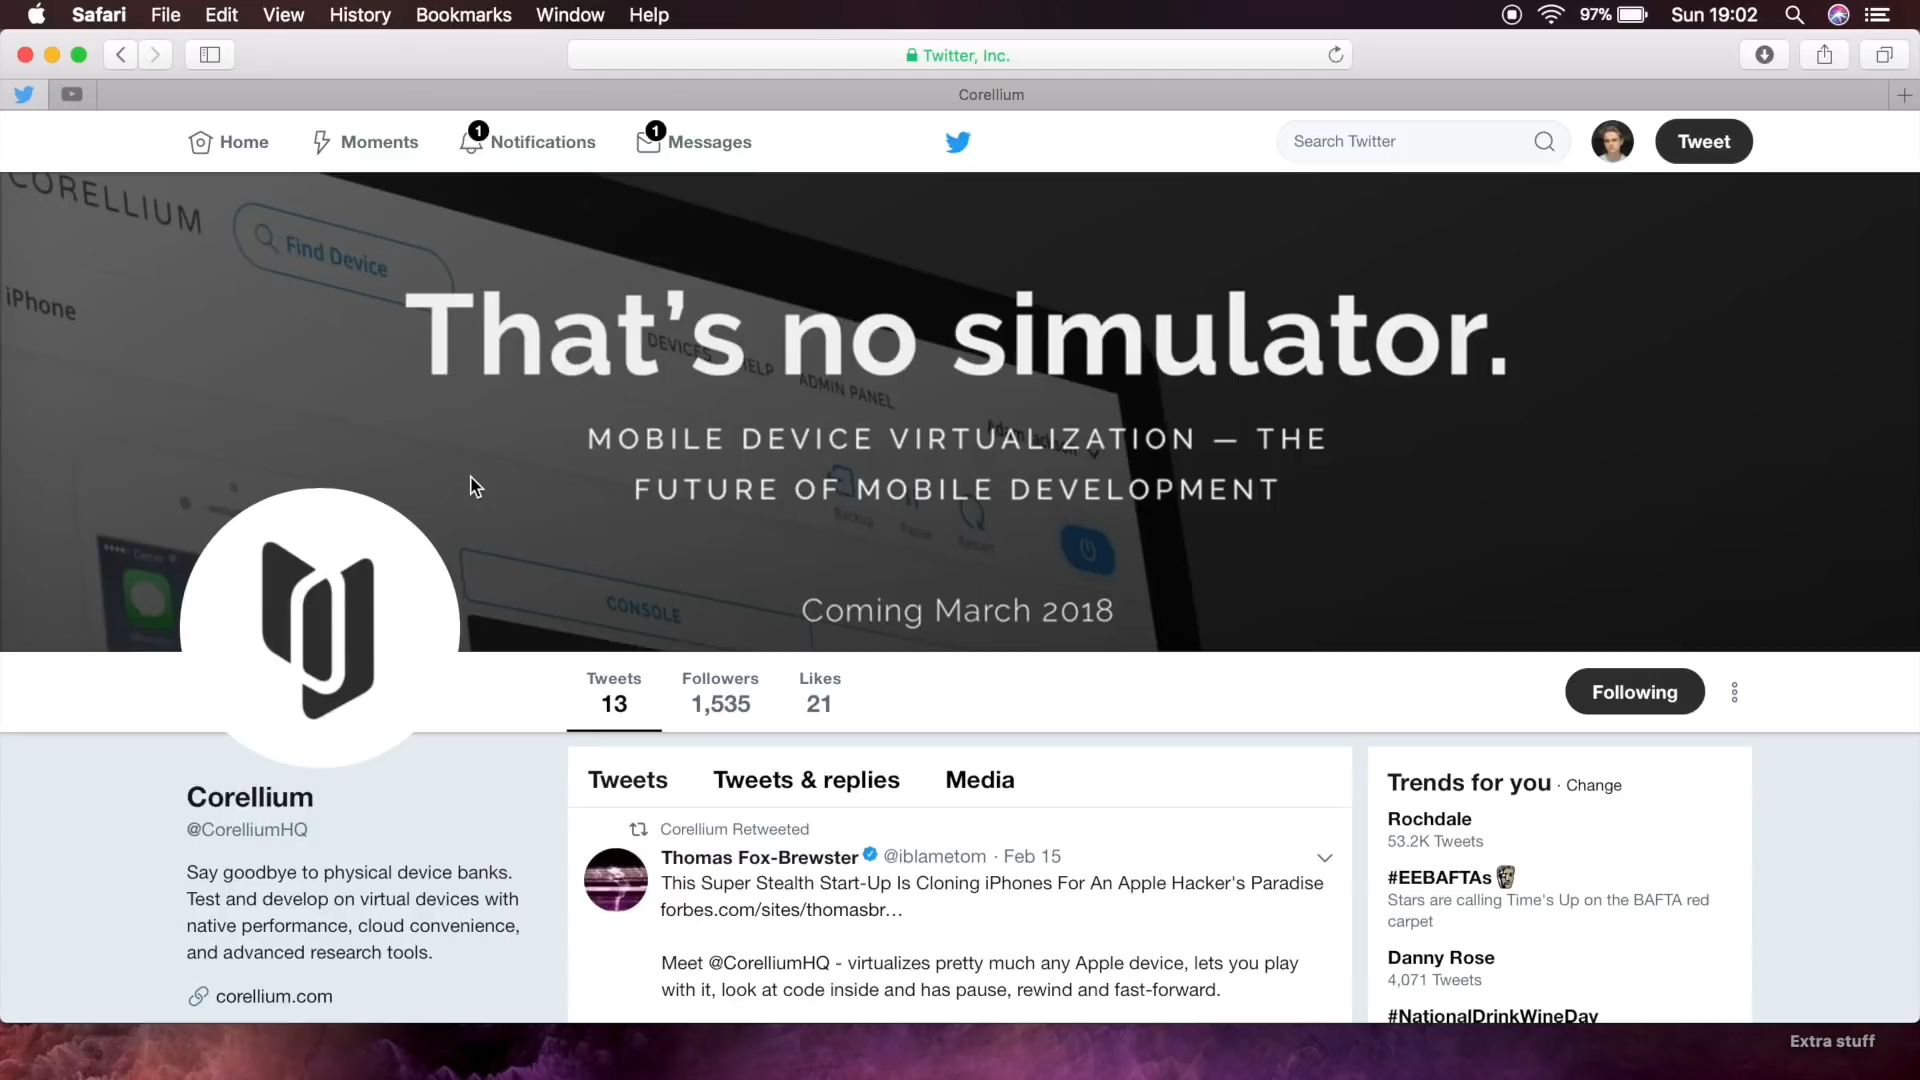 Safari File Edit View History Bookmarks Window Help 97% Sun 19:02
Twitter, Inc.
Corellium
Home Moments 1 Notifications 1 Messages Search Twitter Tweet
CORELLIUM
Find Device
iPhone
That's no simulator.
DEVICES HELP ADMIN PANEL
MOBILE DEVICE VIRTUALIZATION — THE
FUTURE OF MOBILE DEVELOPMENT
Backup Pause Restart
CONSOLE
Coming March 2018
Tweets Followers Likes
13 1,535 21
Following
Corellium
@CorelliumHQ
Say goodbye to physical device banks.
Test and develop on virtual devices with
native performance, cloud convenience,
and advanced research tools.
corellium.com
Tweets Tweets & replies Media
Corellium Retweeted
Thomas Fox-Brewster @iblametom · Feb 15
This Super Stealth Start-Up Is Cloning iPhones For An Apple Hacker's Paradise
forbes.com/sites/thomasbr…
Meet @CorelliumHQ - virtualizes pretty much any Apple device, lets you play
with it, look at code inside and has pause, rewind and fast-forward.
Trends for you · Change
Rochdale
53.2K Tweets
#EEBAFTAs
Stars are calling Time's Up on the BAFTA red
carpet
Danny Rose
4,071 Tweets
#NationalDrinkWineDay
Extra stuff